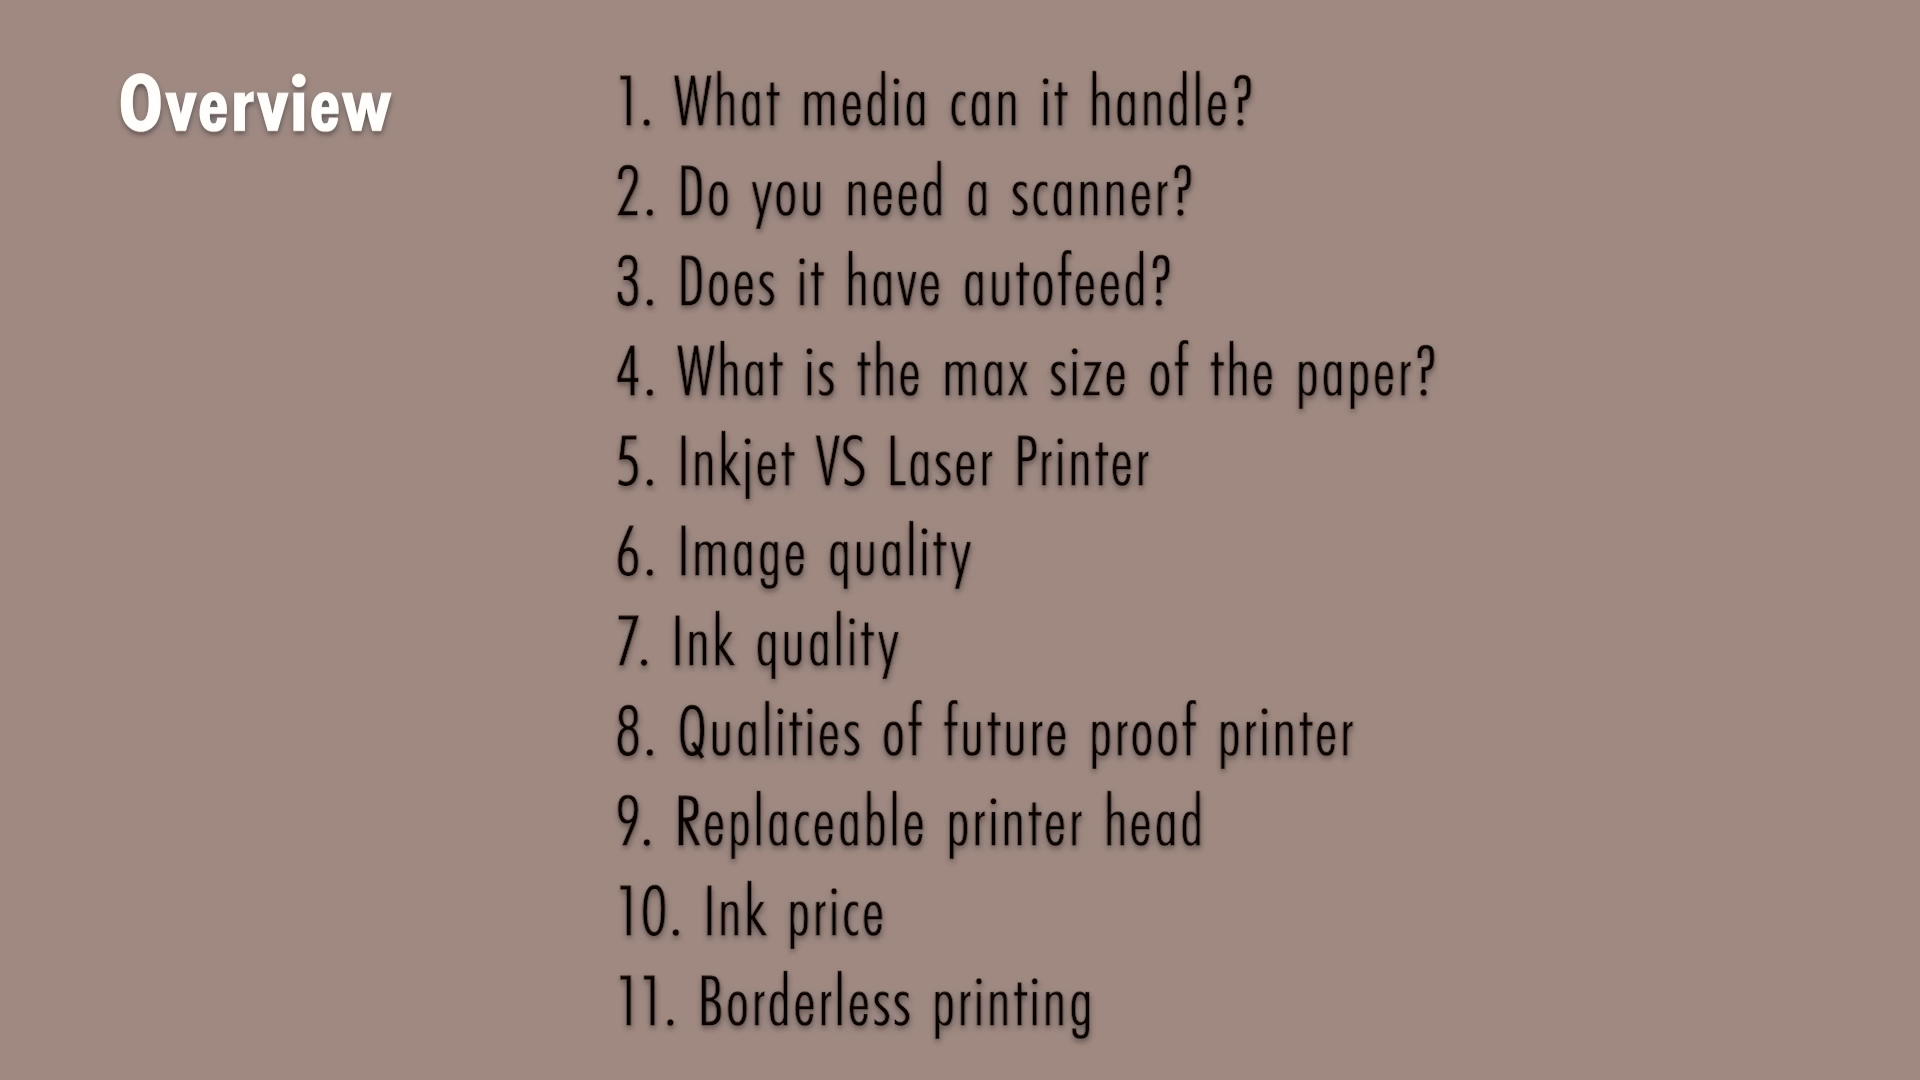 Overview
1. What media can it handle?
2. Do you need a scanner?
3. Does it have autofeed?
4. What is the max size of the paper?
5. Inkjet VS Laser Printer
6. Image quality
7. Ink quality
8. Qualities of future proof printer
9. Replaceable printer head
10. Ink price
11. Borderless printing